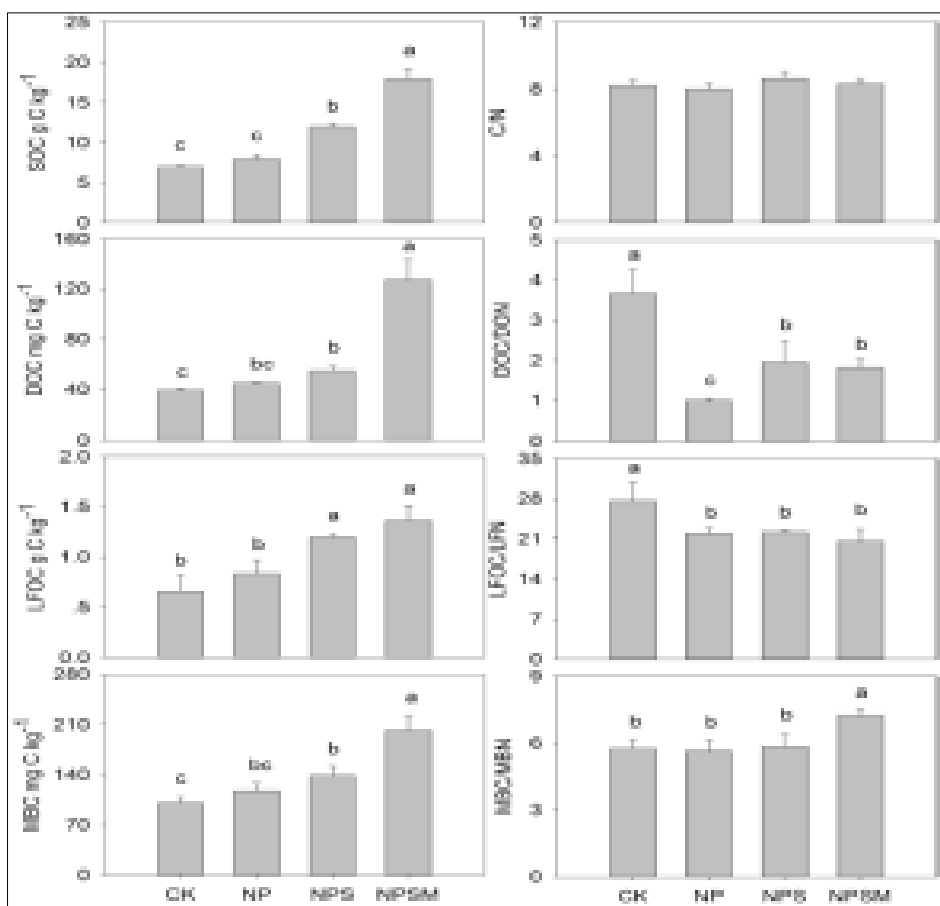 SOC g C kg⁻¹
25
20
15
10
5
0
c
c
b
a
C/N
12
8
4
0
DOC mg C kg⁻¹
160
120
80
40
0
c
bc
b
a
DOC/DON
5
4
3
2
1
0
a
c
b
b
LFOC g C kg⁻¹
2.0
1.5
1.0
.5
0.0
b
b
a
a
LFOC/LFN
35
28
21
14
7
0
a
b
b
b
MBC mg C kg⁻¹
280
210
140
70
0
c
bc
b
a
CK NP NPS NPSM
MBC/MBN
9
6
3
0
b
b
b
a
CK NP NPS NPSM